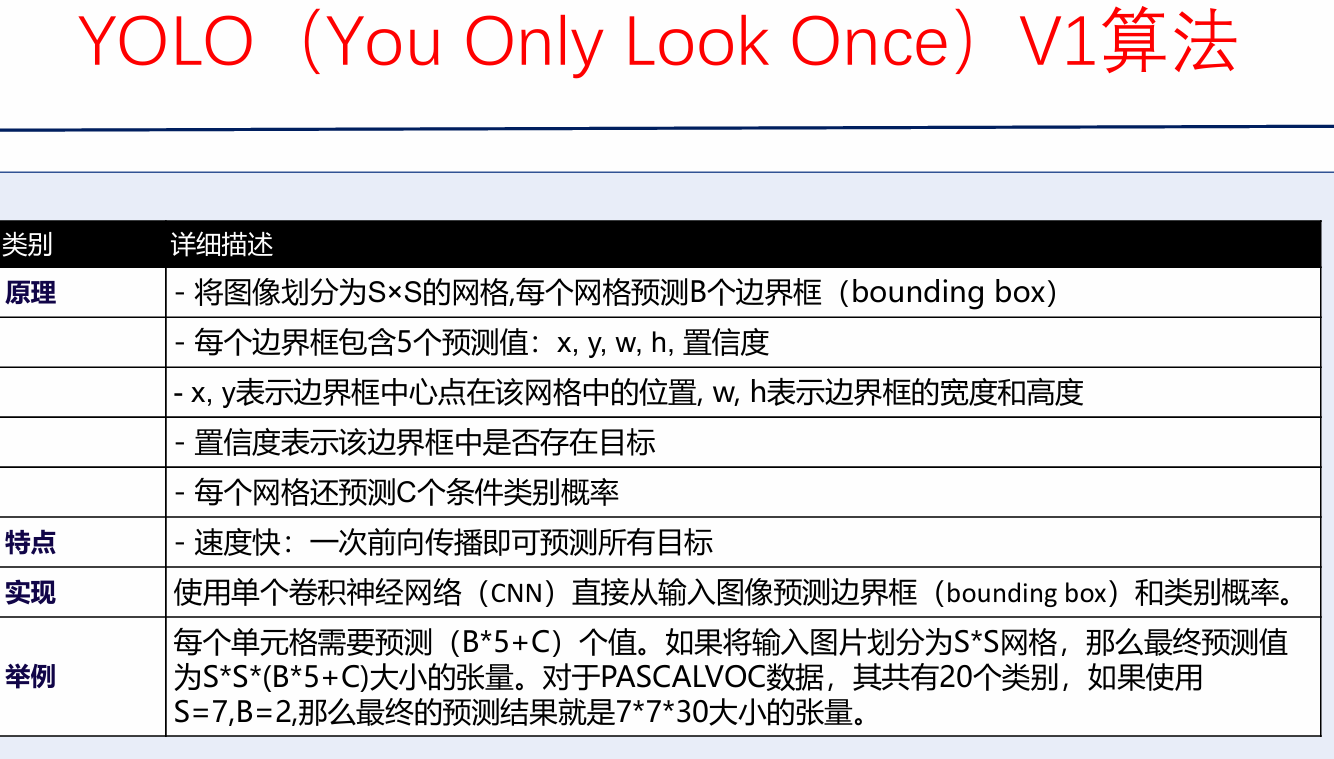 YOLO（You Only Look Once）V1算法
类别 详细描述
原理 - 将图像划分为S×S的网格,每个网格预测B个边界框（bounding box）
- 每个边界框包含5个预测值：x, y, w, h, 置信度
- x, y表示边界框中心点在该网格中的位置, w, h表示边界框的宽度和高度
- 置信度表示该边界框中是否存在目标
- 每个网格还预测C个条件类别概率
特点 - 速度快：一次前向传播即可预测所有目标
实现 使用单个卷积神经网络（CNN）直接从输入图像预测边界框（bounding box）和类别概率。
举例 每个单元格需要预测（B*5+C）个值。如果将输入图片划分为S*S网格，那么最终预测值
为S*S*(B*5+C)大小的张量。对于PASCALVOC数据，其共有20个类别，如果使用
S=7,B=2,那么最终的预测结果就是7*7*30大小的张量。